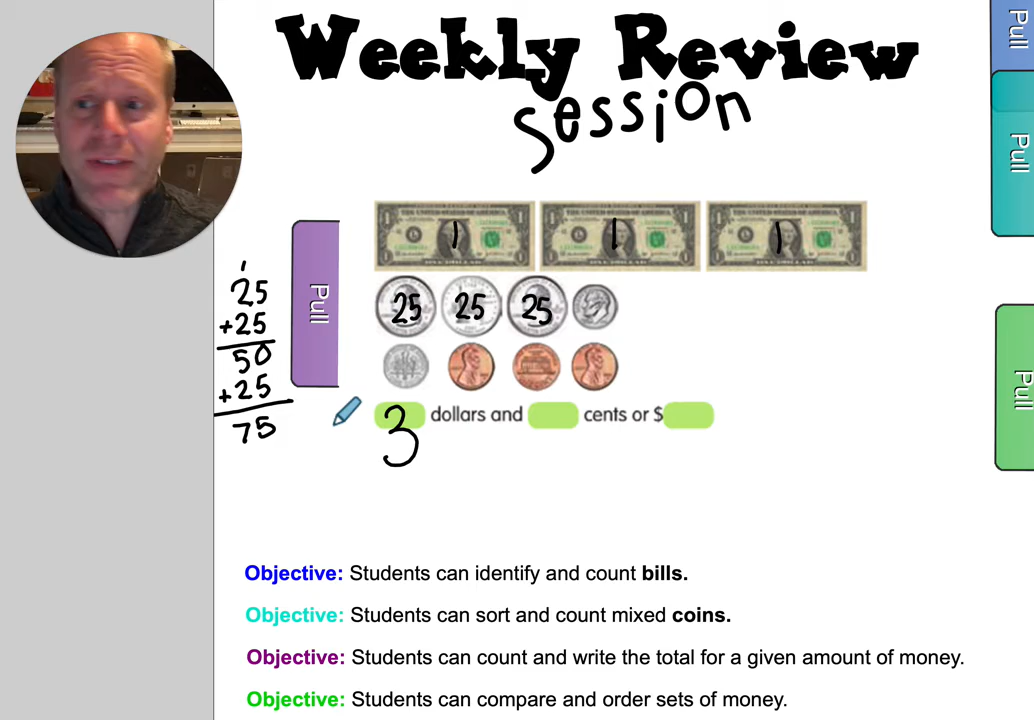 Weekly Review
session
Pull
Pull
Pull
Pull
1 1 1
25 25 25
1
25
+25
50
+25
75
3 dollars and cents or $
Objective: Students can identify and count bills.
Objective: Students can sort and count mixed coins.
Objective: Students can count and write the total for a given amount of money.
Objective: Students can compare and order sets of money.